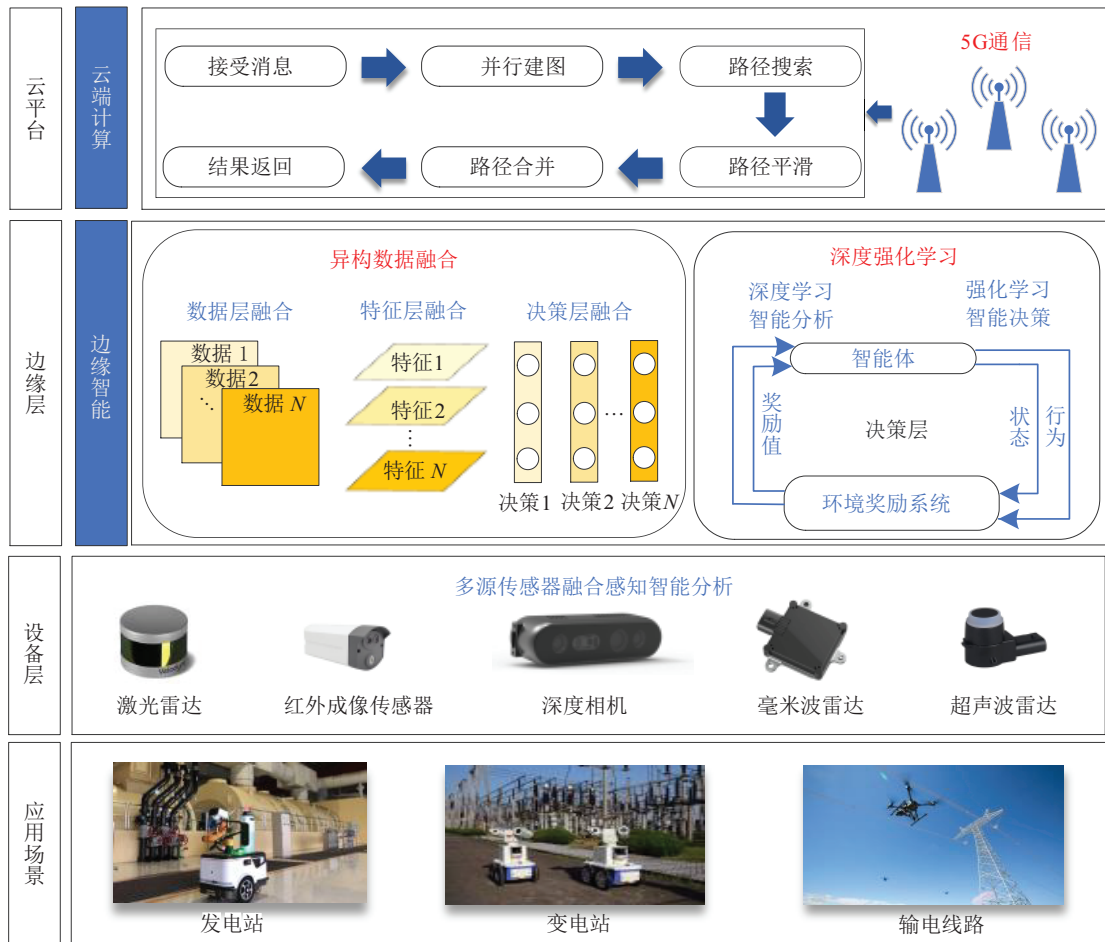 云平台
云端计算
5G通信
接受消息
并行建图
路径搜索
结果返回
路径合并
路径平滑
边缘层
边缘智能
异构数据融合
数据层融合
特征层融合
决策层融合
数据 1
数据2
⋱
数据 N
特征1
特征2
⋮
特征 N
…
决策1
决策2
决策N
深度强化学习
深度学习
智能分析
强化学习
智能决策
智能体
奖励值
决策层
状态
行为
环境奖励系统
设备层
多源传感器融合感知智能分析
激光雷达
红外成像传感器
深度相机
毫米波雷达
超声波雷达
应用场景
发电站
变电站
输电线路